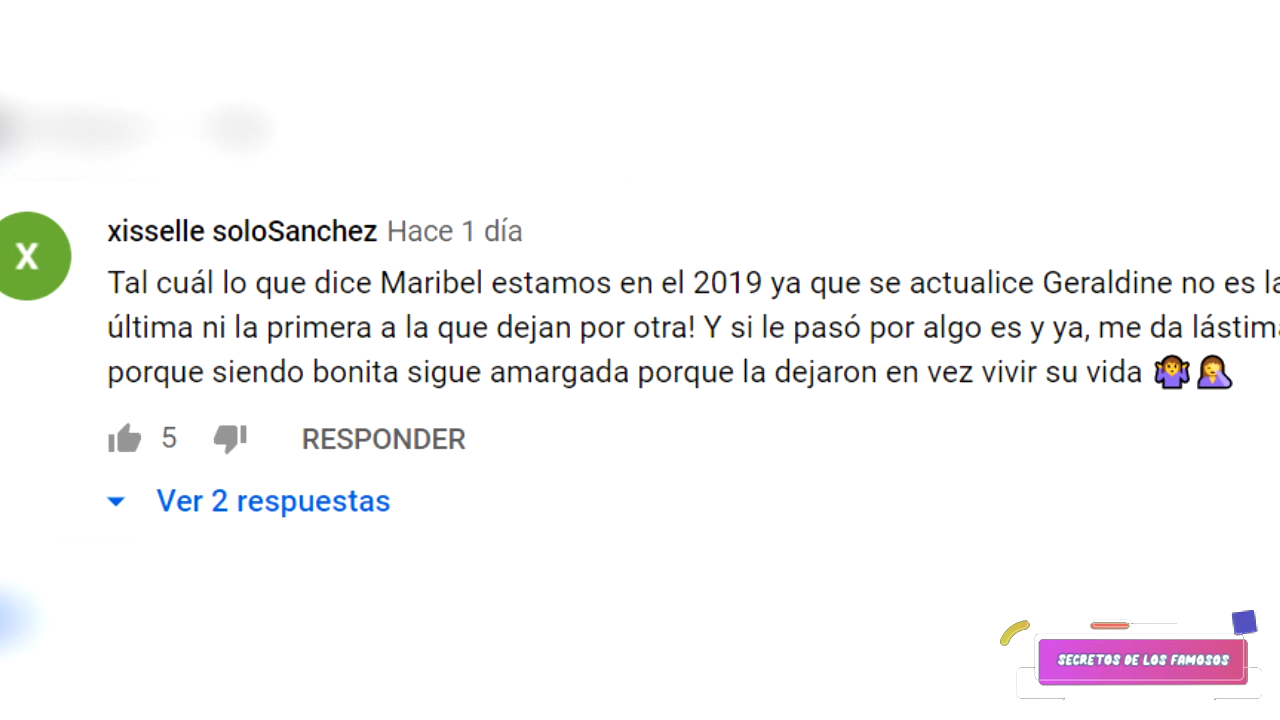 X
xisselle soloSanchez Hace 1 día
Tal cuál lo que dice Maribel estamos en el 2019 ya que se actualice Geraldine no es la
última ni la primera a la que dejan por otra! Y si le pasó por algo es y ya, me da lástima
porque siendo bonita sigue amargada porque la dejaron en vez vivir su vida 🤷‍♀️🤦‍♀️
5 RESPONDER
Ver 2 respuestas
SECRETOS DE LOS FAMOSOS